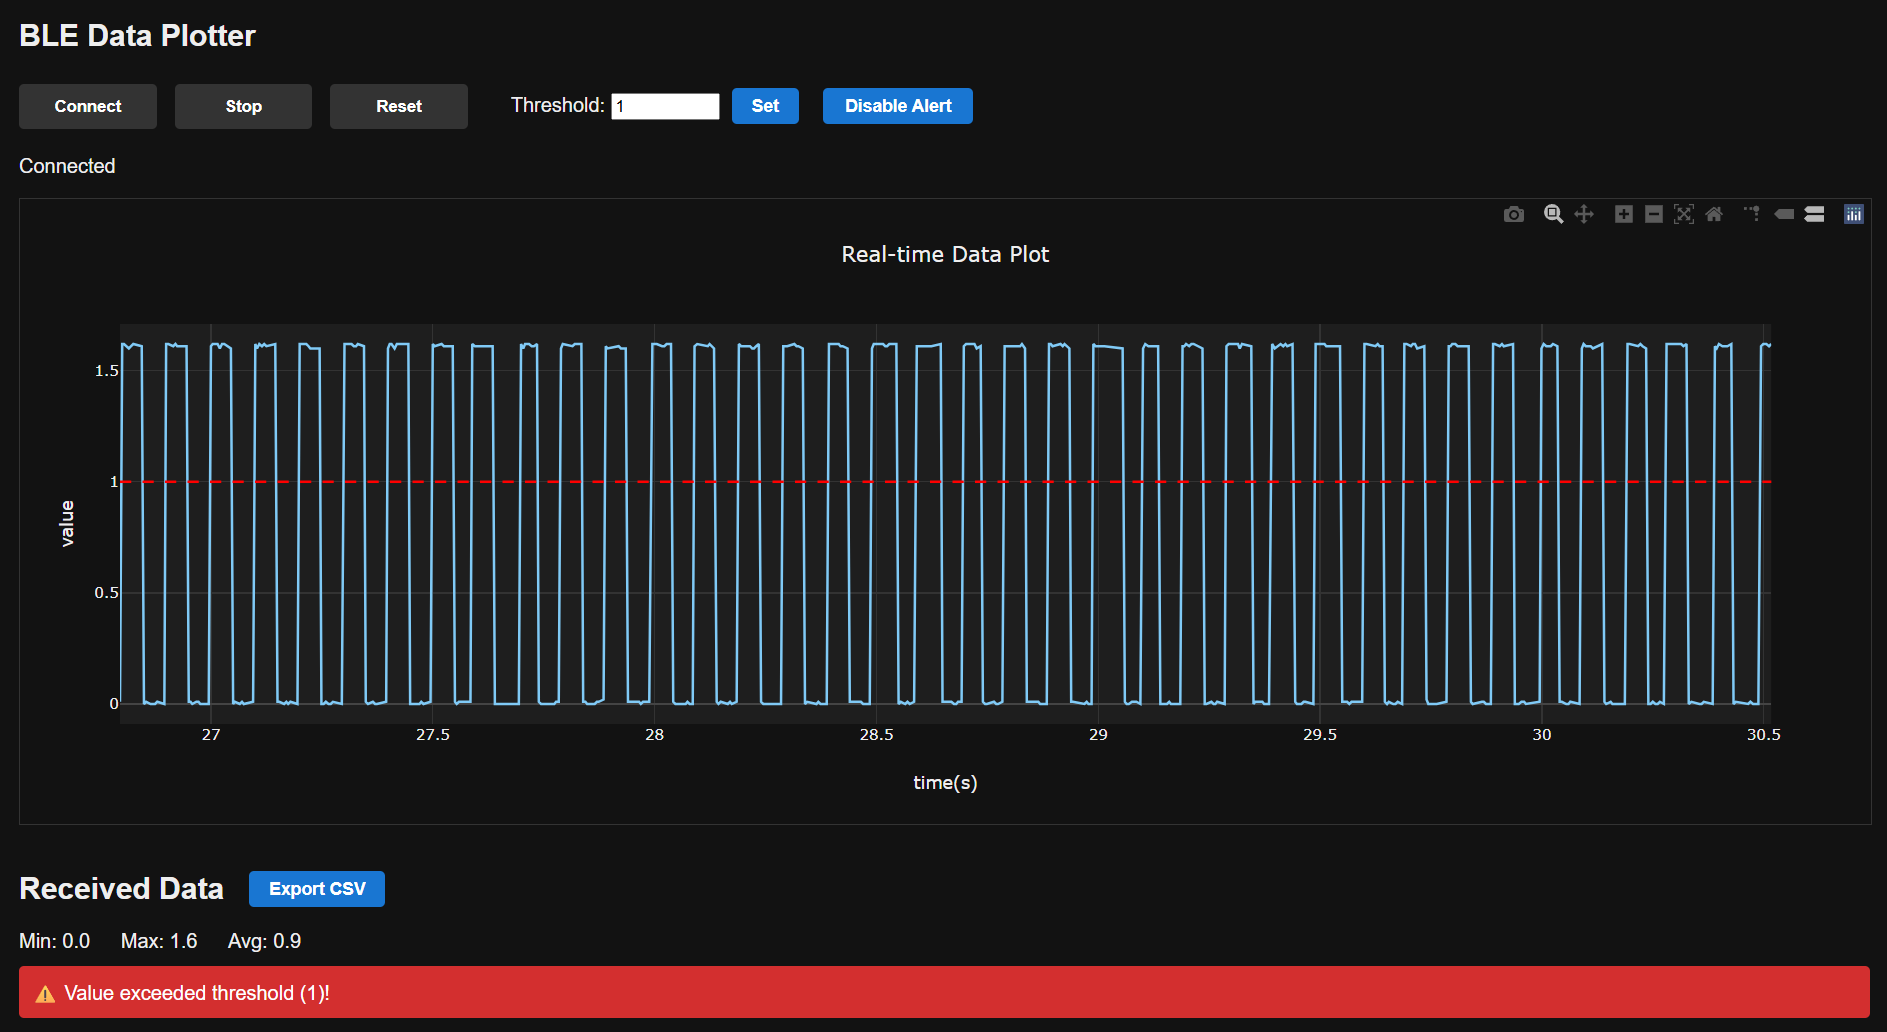 BLE Data Plotter
Connect Stop Reset Threshold: 1 Set Disable Alert
Connected
Real-time Data Plot
1.5
1
0.5
0
value
27 27.5 28 28.5 29 29.5 30 30.5
time(s)
Received Data Export CSV
Min: 0.0 Max: 1.6 Avg: 0.9
Value exceeded threshold (1)!